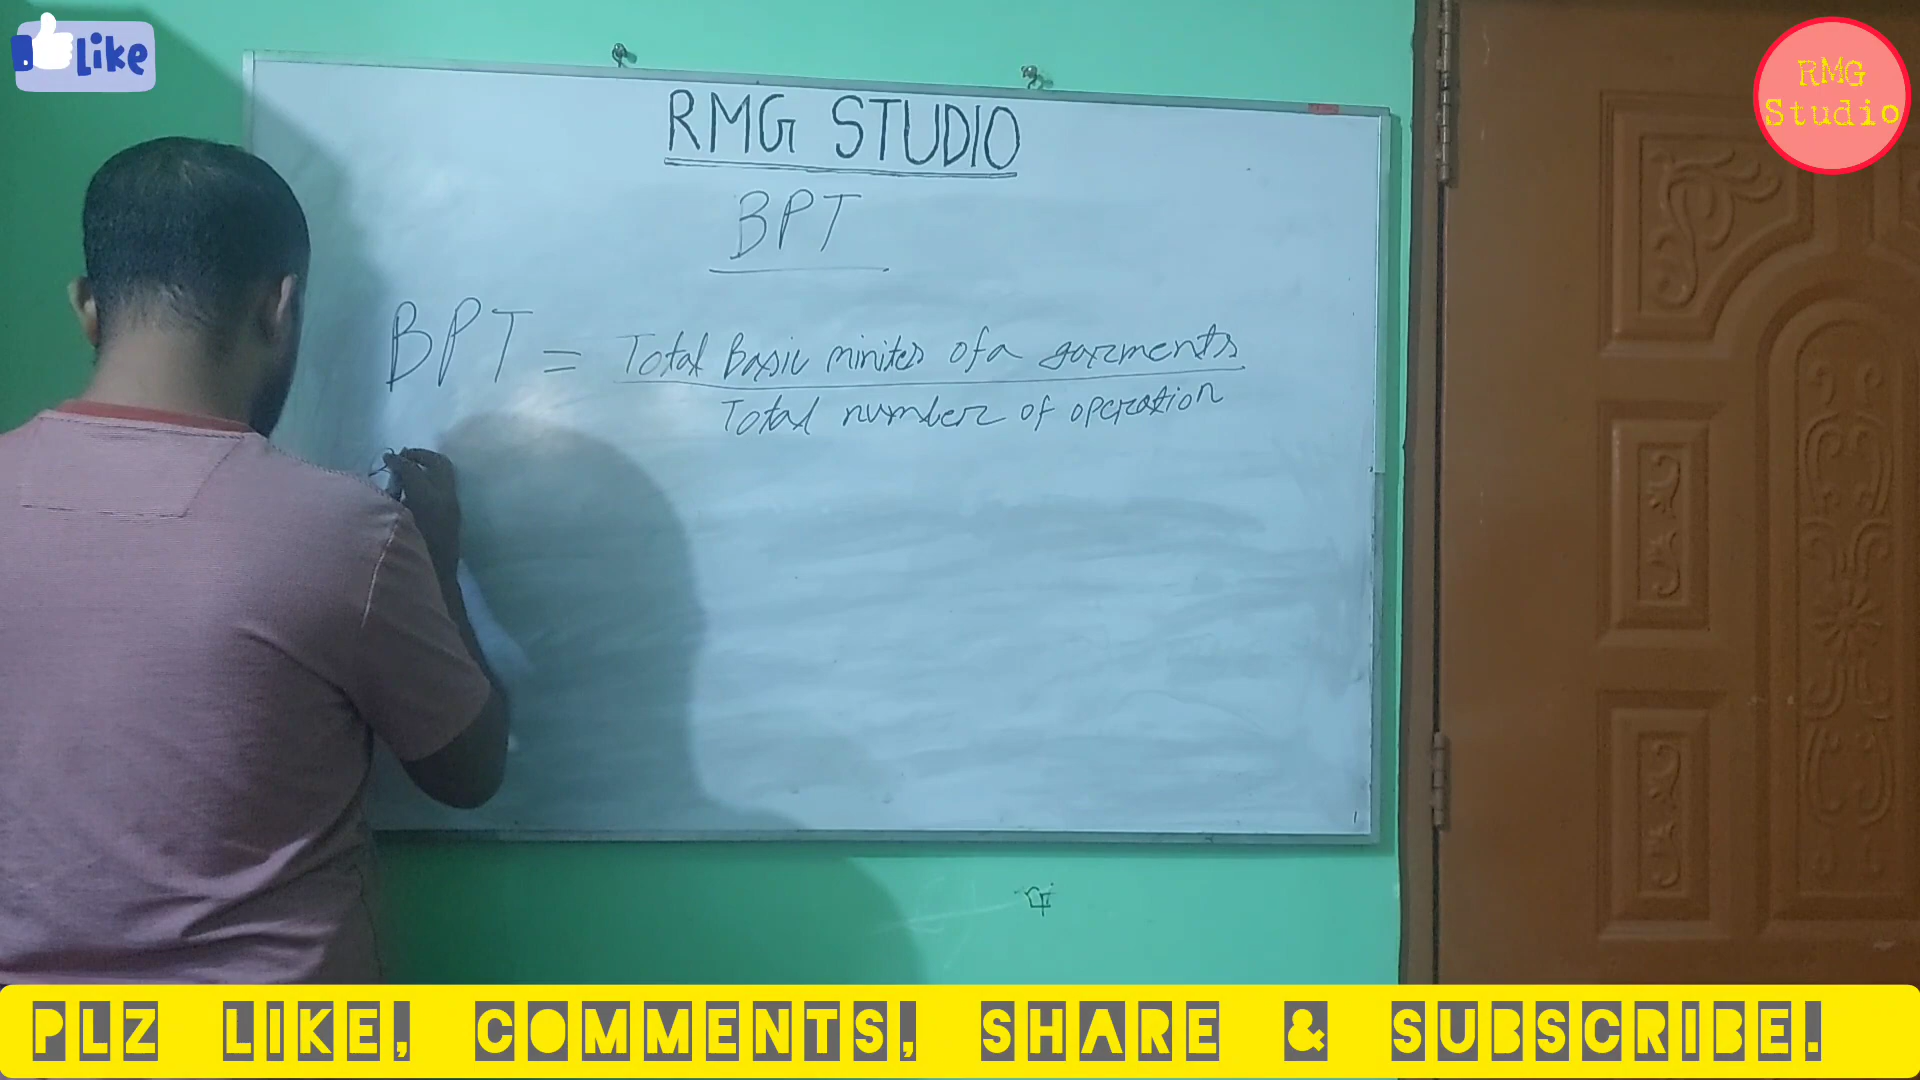 Like
RMG
Studio
RMG STUDIO
BPT
BPT = Total Basic minites of a garments
Total number of operation
PLZ LIKE, COMMENTS, SHARE & SUBSCRIBE!